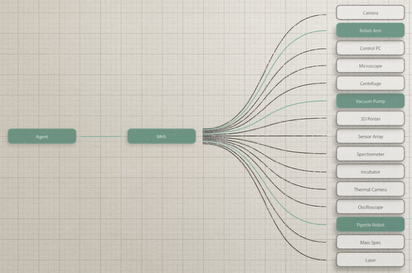 Camera
Robot Arm
Control PC
Microscope
Centrifuge
Vacuum Pump
3D Printer
Agent
MHS
Sensor Array
Spectrometer
Incubator
Thermal Camera
Oscilloscope
Pipette Robot
Mass Spec
Laser